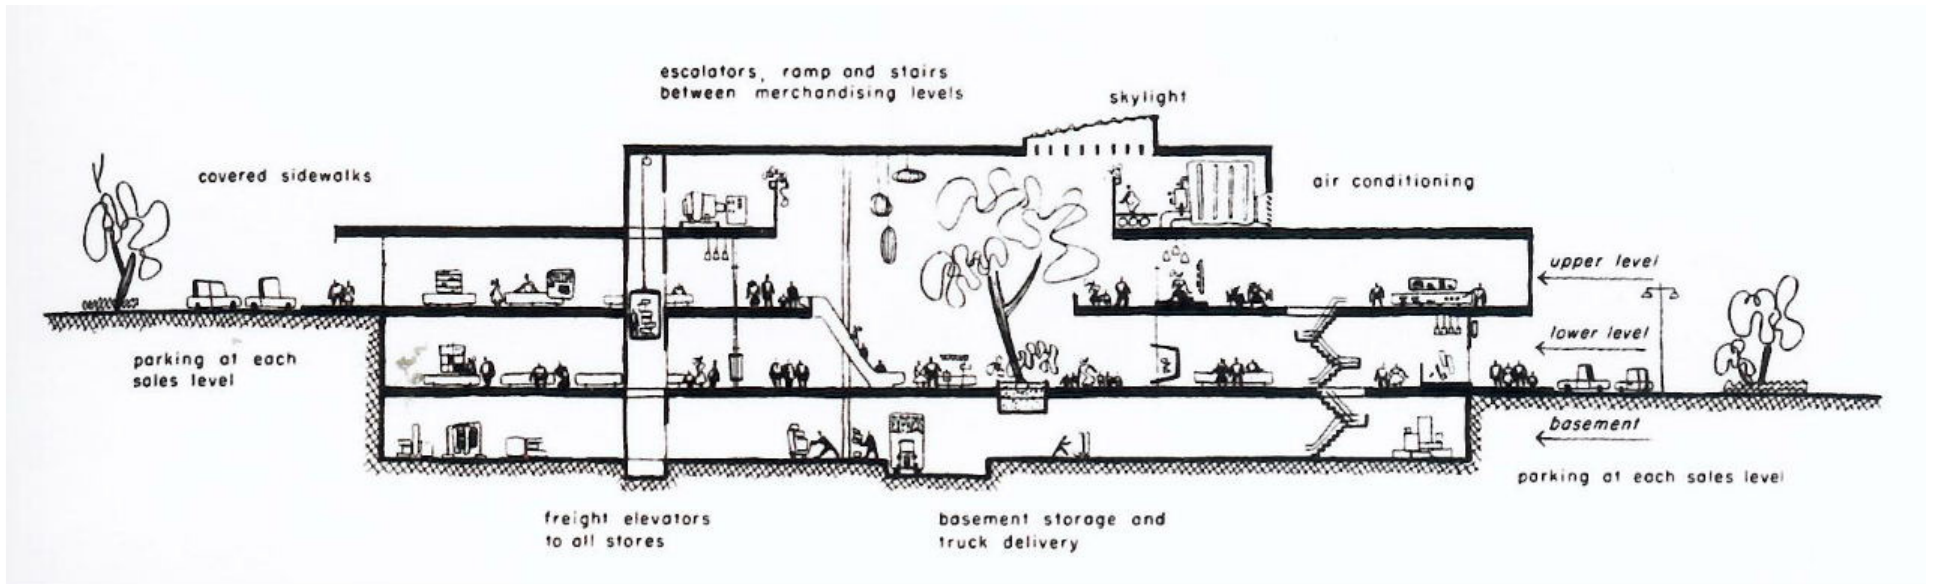 escalators, ramp and stairs
between merchandising levels
skylight
covered sidewalks
air conditioning
upper level
lower level
parking at each
sales level
basement
parking at each sales level
freight elevators
to all stores
basement storage and
truck delivery